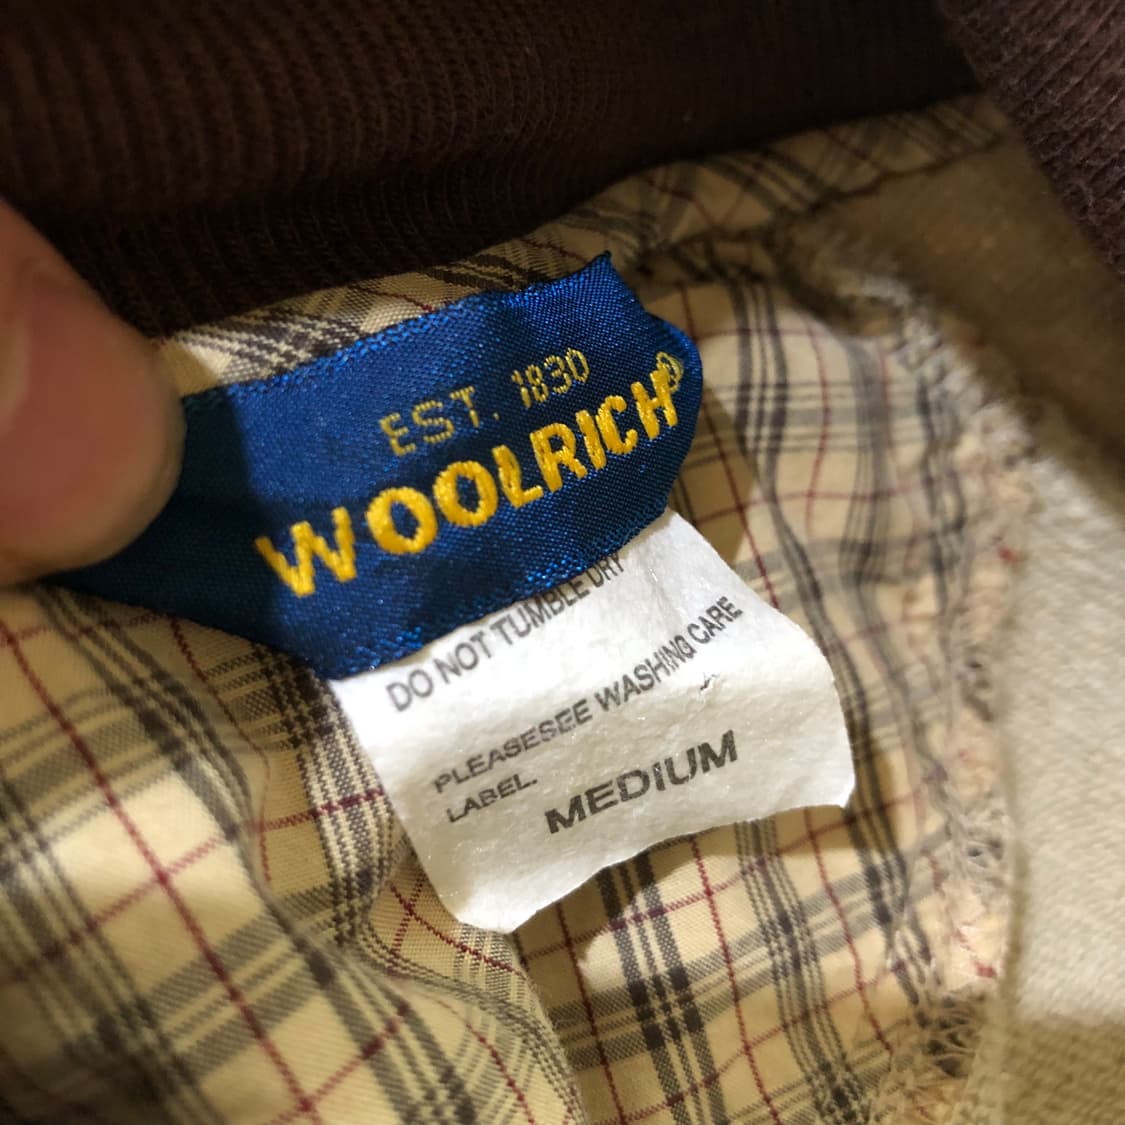 EST. 1830
WOOLRICH®
DO NOT TUMBLE DRY
PLEASESEE WASHING CARE
LABEL.
MEDIUM